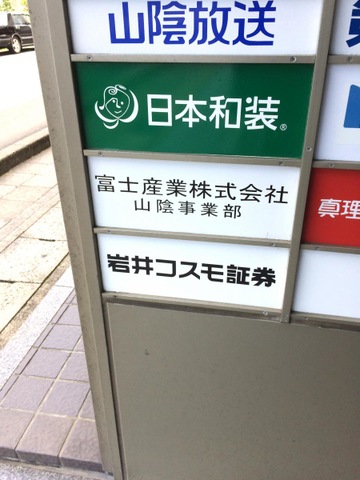 山陰放送
日本和装®
富士産業株式会社
山陰事業部
真理
岩井コスモ証券